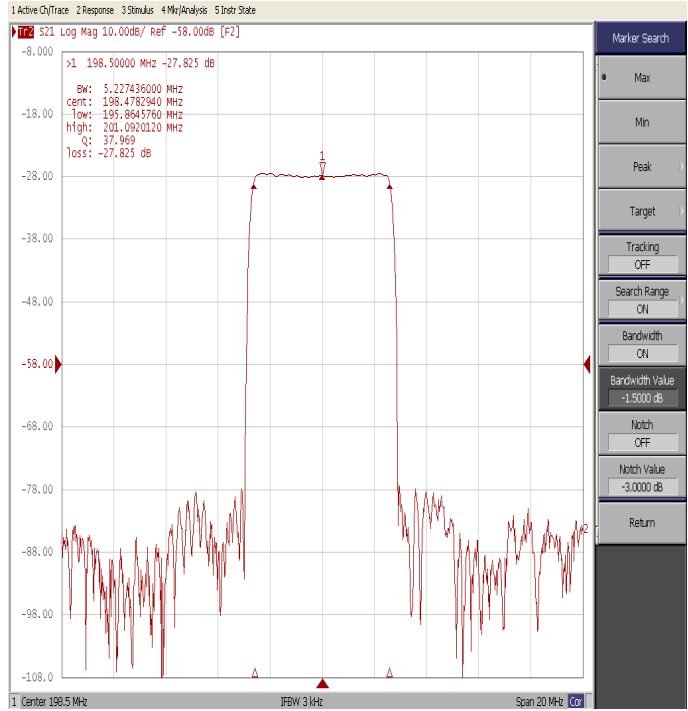 1 Active Ch/Trace 2 Response 3 Stimulus 4 Mkr/Analysis 5 Instr State
Tr2 S21 Log Mag 10.00dB/ Ref -58.00dB [F2]
-8.000
>1 198.50000 MHz -27.825 dB
BW: 5.227436000 MHz
cent: 198.4782940 MHz
low: 195.8645760 MHz
high: 201.0920120 MHz
Q: 37.969
loss: -27.825 dB
1
-18.00
-28.00
-38.00
-48.00
-58.00
-68.00
-78.00
-88.00
2
-98.00
-108.0
1 Center 198.5 MHz IFBW 3 kHz Span 20 MHz Cor
Marker Search
Max
Min
Peak
Target
Tracking
OFF
Search Range
ON
Bandwidth
ON
Bandwidth Value
-1.5000 dB
Notch
OFF
Notch Value
-3.0000 dB
Return